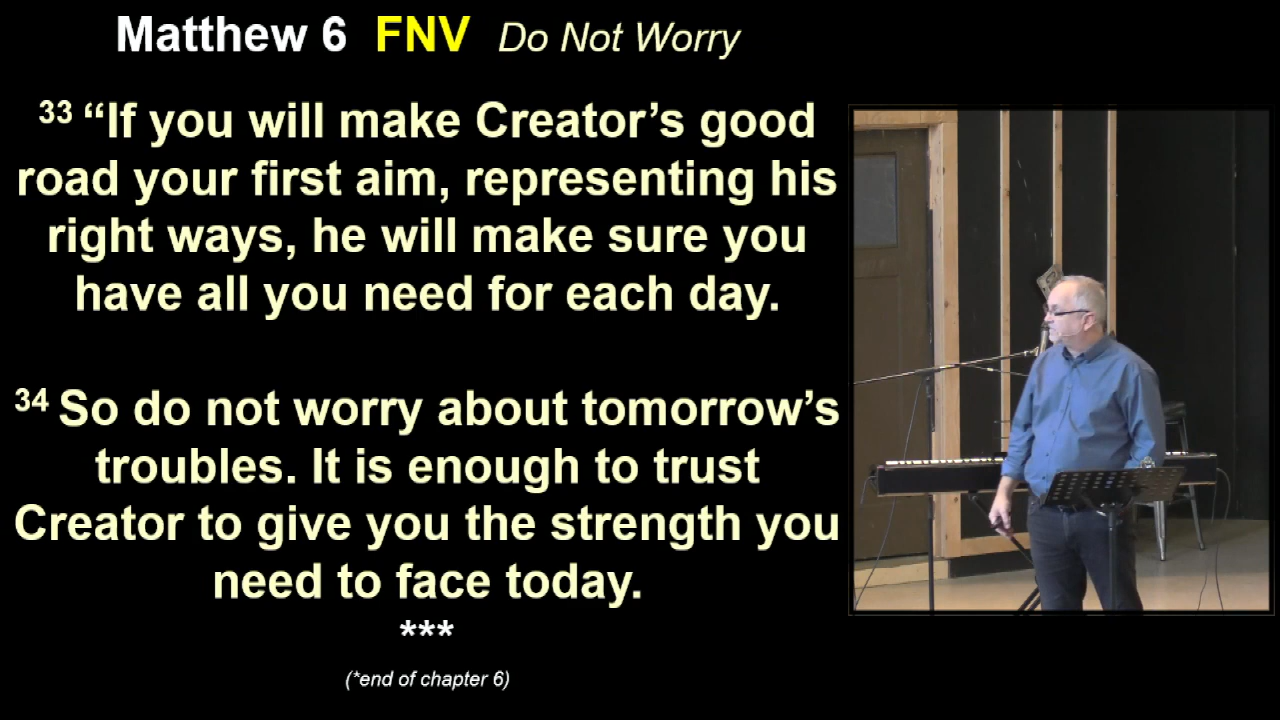 Matthew 6 FNV Do Not Worry
33 “If you will make Creator’s good
road your first aim, representing his
right ways, he will make sure you
have all you need for each day.
34 So do not worry about tomorrow’s
troubles. It is enough to trust
Creator to give you the strength you
need to face today.
***
(*end of chapter 6)